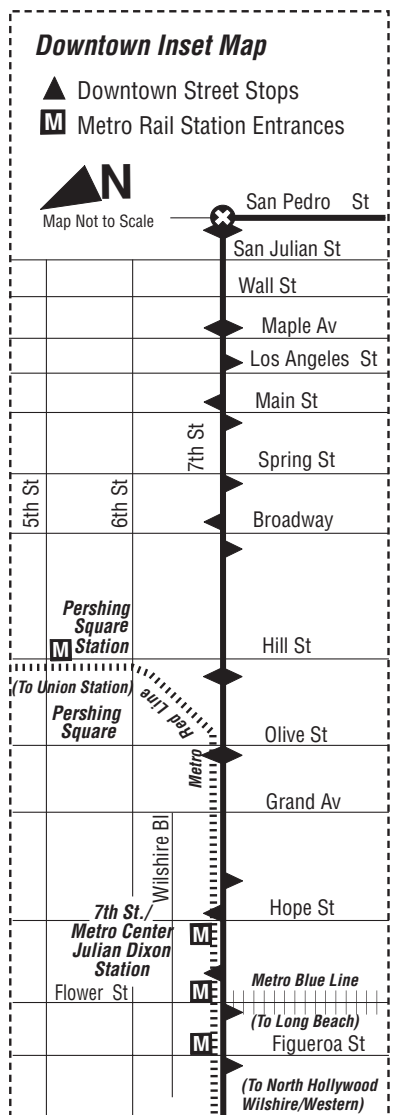 Downtown Inset Map
Downtown Street Stops
M Metro Rail Station Entrances
N
Map Not to Scale
San Pedro St
San Julian St
Wall St
Maple Av
Los Angeles St
Main St
7th St
Spring St
5th St
6th St
Broadway
Pershing
Square
Station
M
Hill St
(To Union Station)
Pershing
Square
Metro Red Line
Olive St
Grand Av
Wilshire Bl
7th St./
Metro Center
Julian Dixon
Station
Hope St
M
Metro Blue Line
Flower St
M
(To Long Beach)
M
Figueroa St
(To North Hollywood
Wilshire/Western)